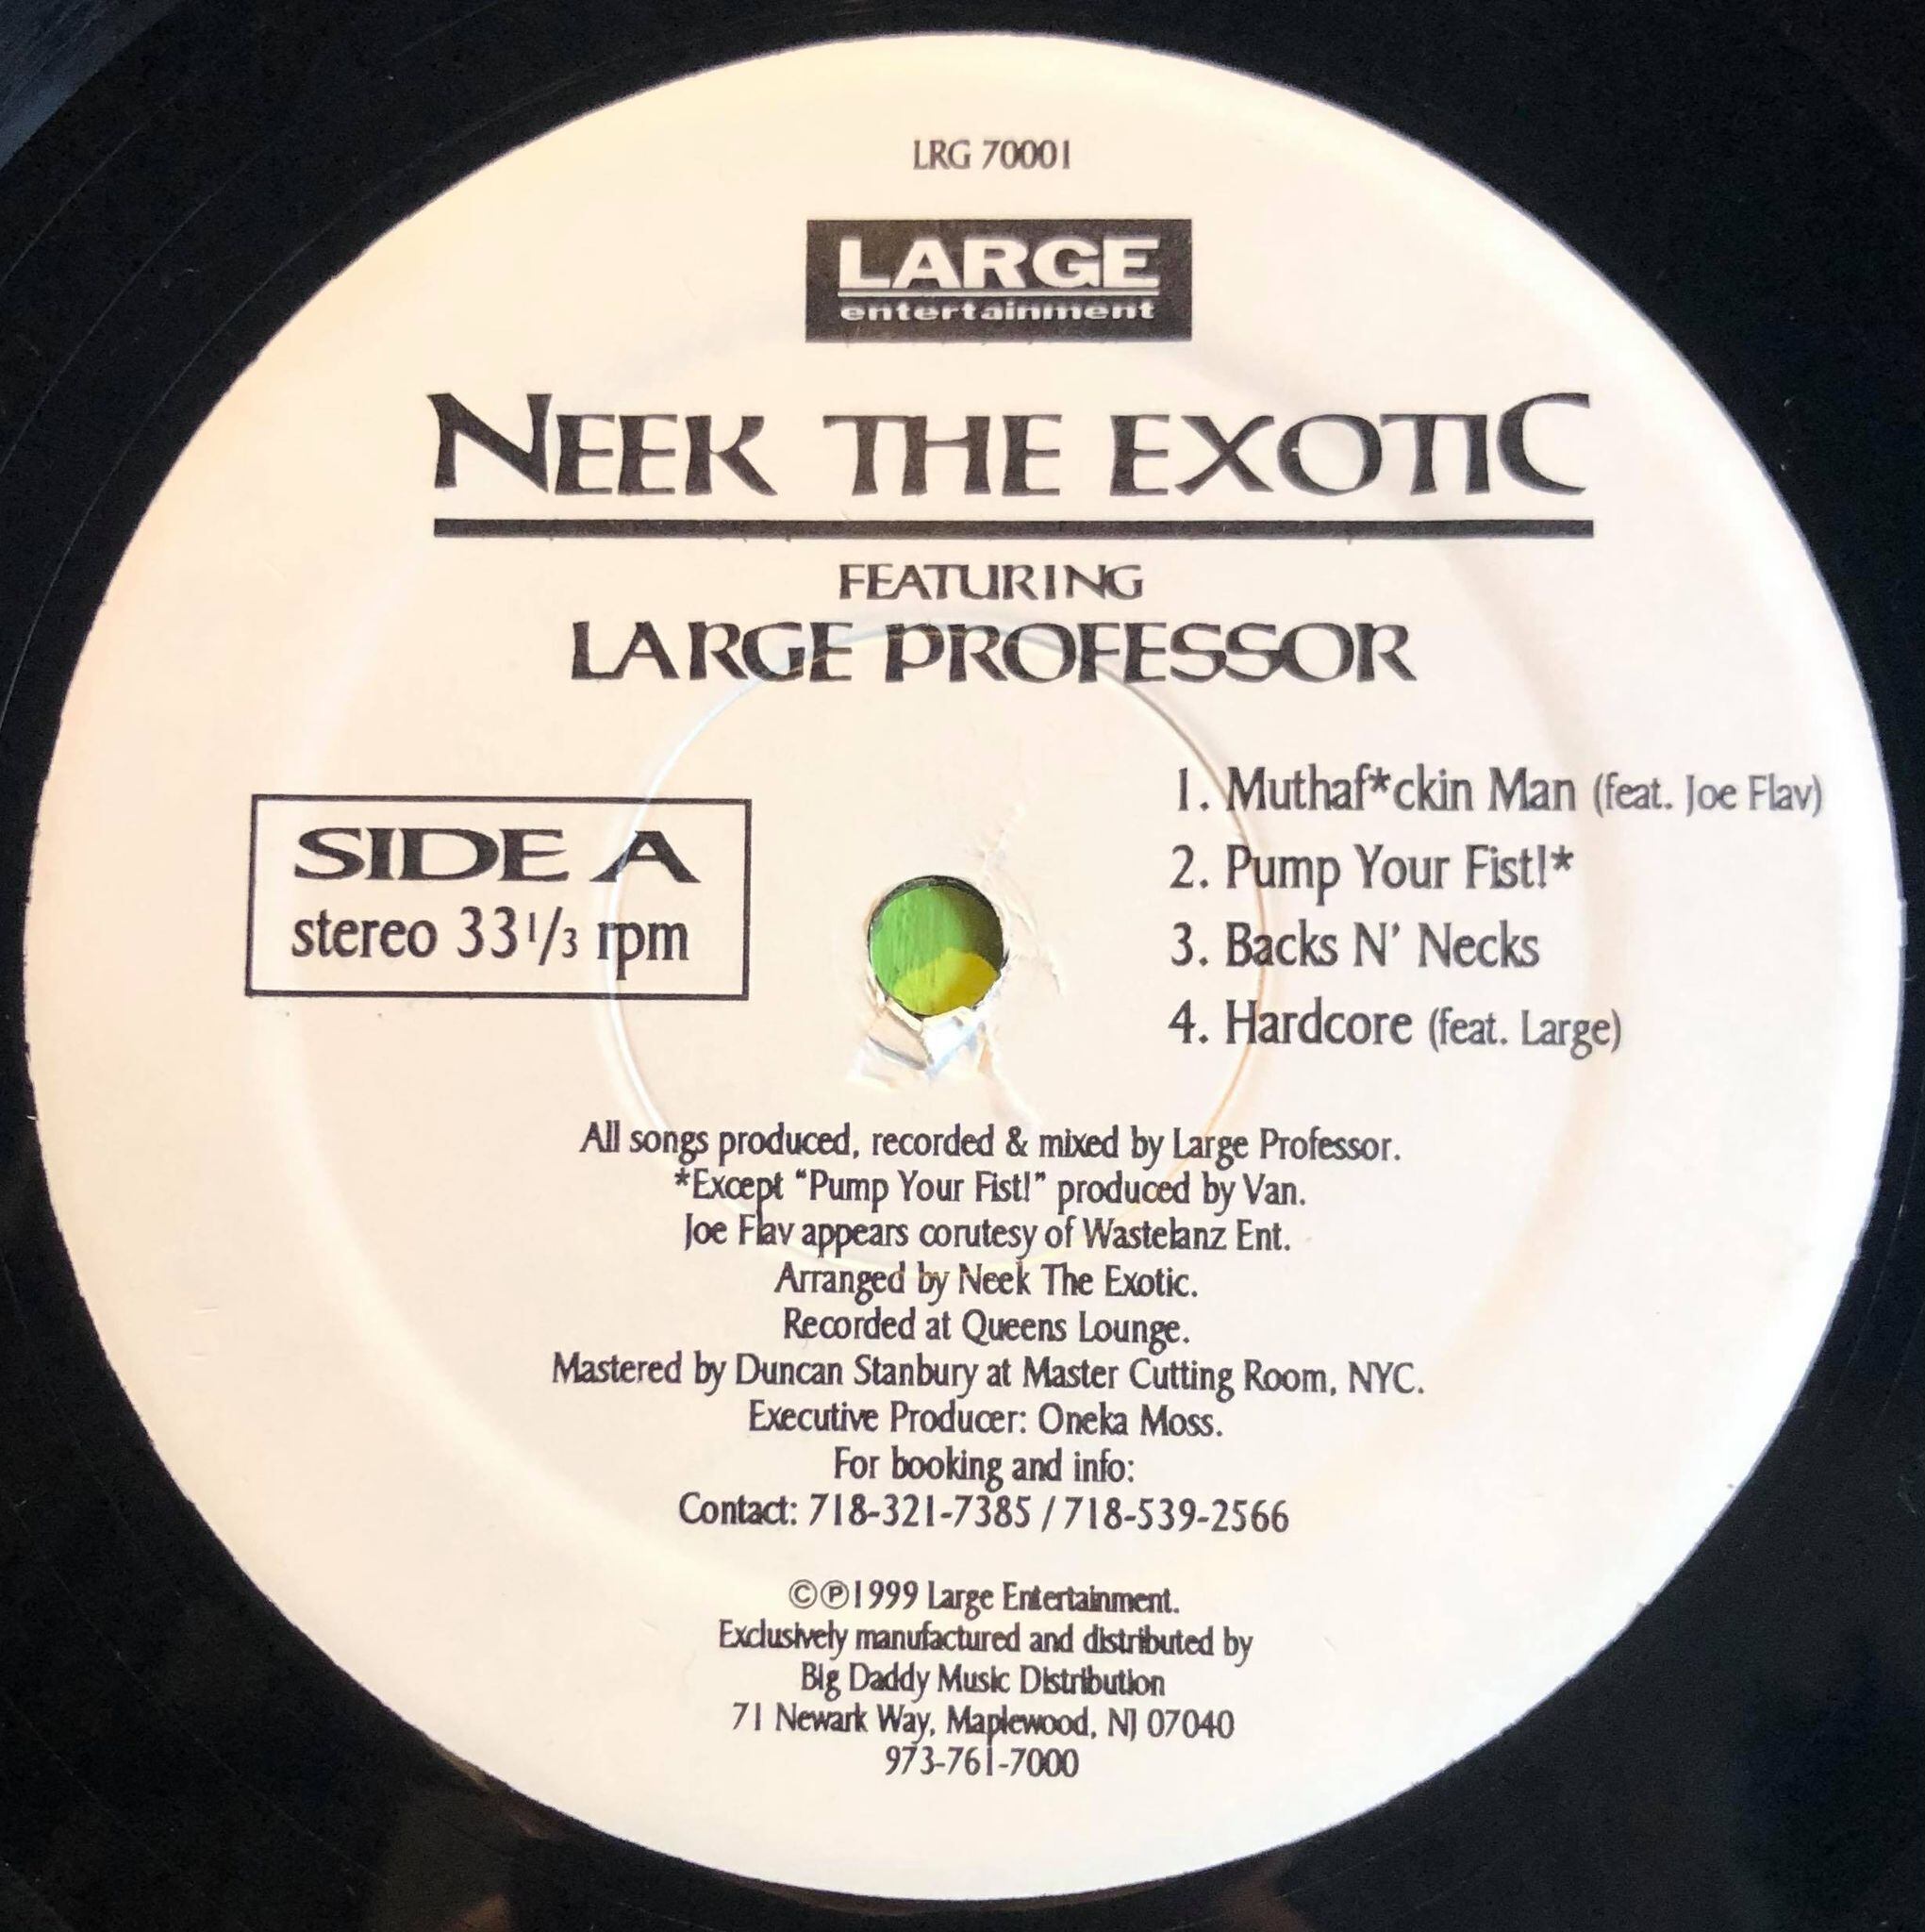 LRG 70001
LARGE
entertainment
NEEK THE EXOTIC
FEATURING
LARGE PROFESSOR
SIDE A
stereo 33 1/3 rpm
1. Muthaf*ckin Man (feat. Joe Flav)
2. Pump Your Fist!*
3. Backs N' Necks
4. Hardcore (feat. Large)
All songs produced, recorded & mixed by Large Professor.
*Except "Pump Your Fist!" produced by Van.
Joe Flav appears corutesy of Wastelanz Ent.
Arranged by Neek The Exotic.
Recorded at Queens Lounge.
Mastered by Duncan Stanbury at Master Cutting Room, NYC.
Executive Producer: Oneka Moss.
For booking and info:
Contact: 718-321-7385 / 718-539-2566
©℗1999 Large Entertainment.
Exclusively manufactured and distributed by
Big Daddy Music Distribution
71 Newark Way, Maplewood, NJ 07040
973-761-7000